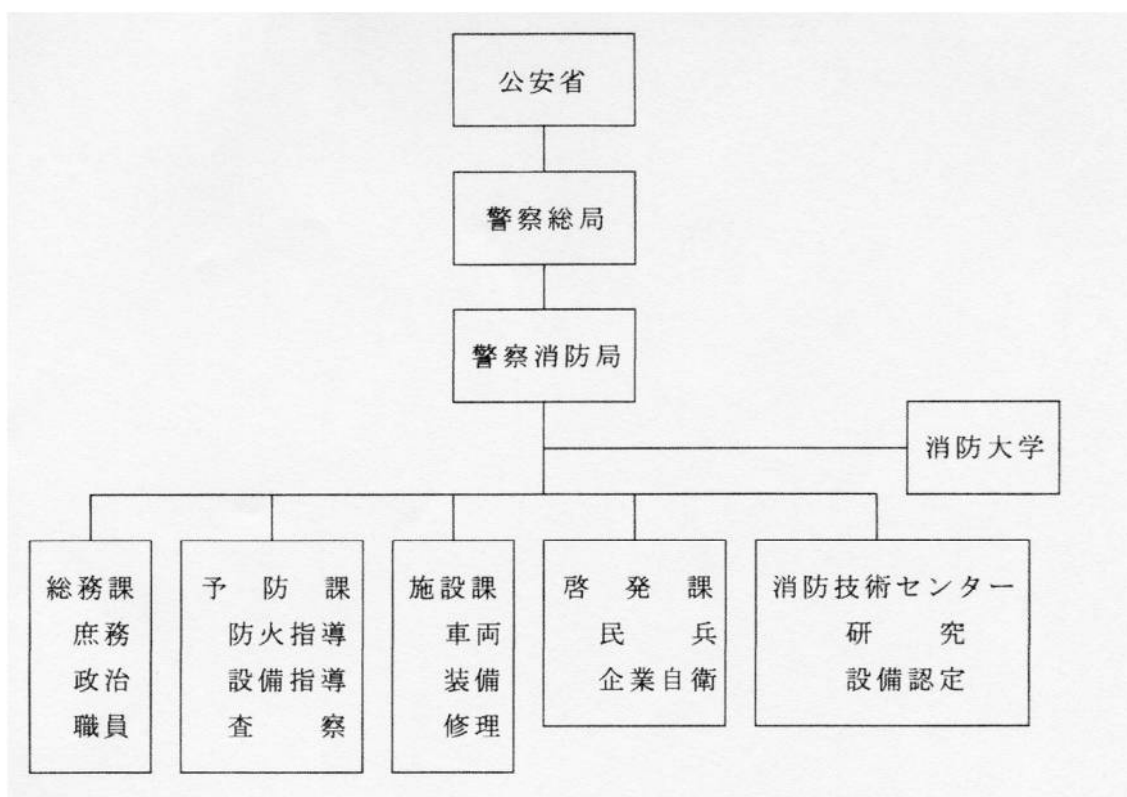 公安省
警察総局
警察消防局
消防大学
総務課
庶務
政治
職員
予防課
防火指導
設備指導
査察
施設課
車両
装備
修理
啓発課
民兵
企業自衛
消防技術センター
研究
設備認定